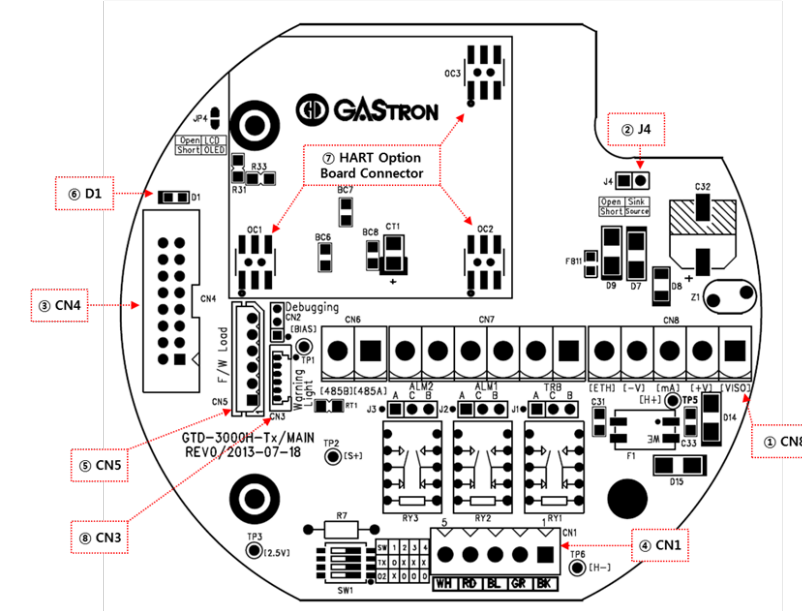 OC3
GASTRON
JP4
Open LCD
Short OLED
② J4
⑦ HART Option
Board Connector
R33
R31
J4
C32
⑥ D1
D1
Open Sink
Short Source
BC7
OC1
BC6
BC8
CT1
OC2
FB11
+
+
D9
D7
D8
Z1
③ CN4
CN4
Debugging
CN2
[BIAS]
TP1
CN6
CN7
CN8
F/W Load
Warning
Light
CN5
CN3
[485B][485A]
ALM2
ALM1
TRB
[ETH]
[-V]
[mA]
[+V]
[VISO]
RT1
J3
A C B
J2
A C B
J1
A C B
[H+]
TP5
C31
D14
GTD-3000H-Tx/MAIN
REV0/2013-07-18
F1
C33
① CN8
TP2
[S+]
D15
⑤ CN5
RY3
RY2
RY1
R7
5
1
CN1
⑧ CN3
TP3
[2.5V]
SW 1 2 3 4
TX O X X X
O2 X O O O
SW1
④ CN1
TP6
[H-]
WH RD BL GR BK